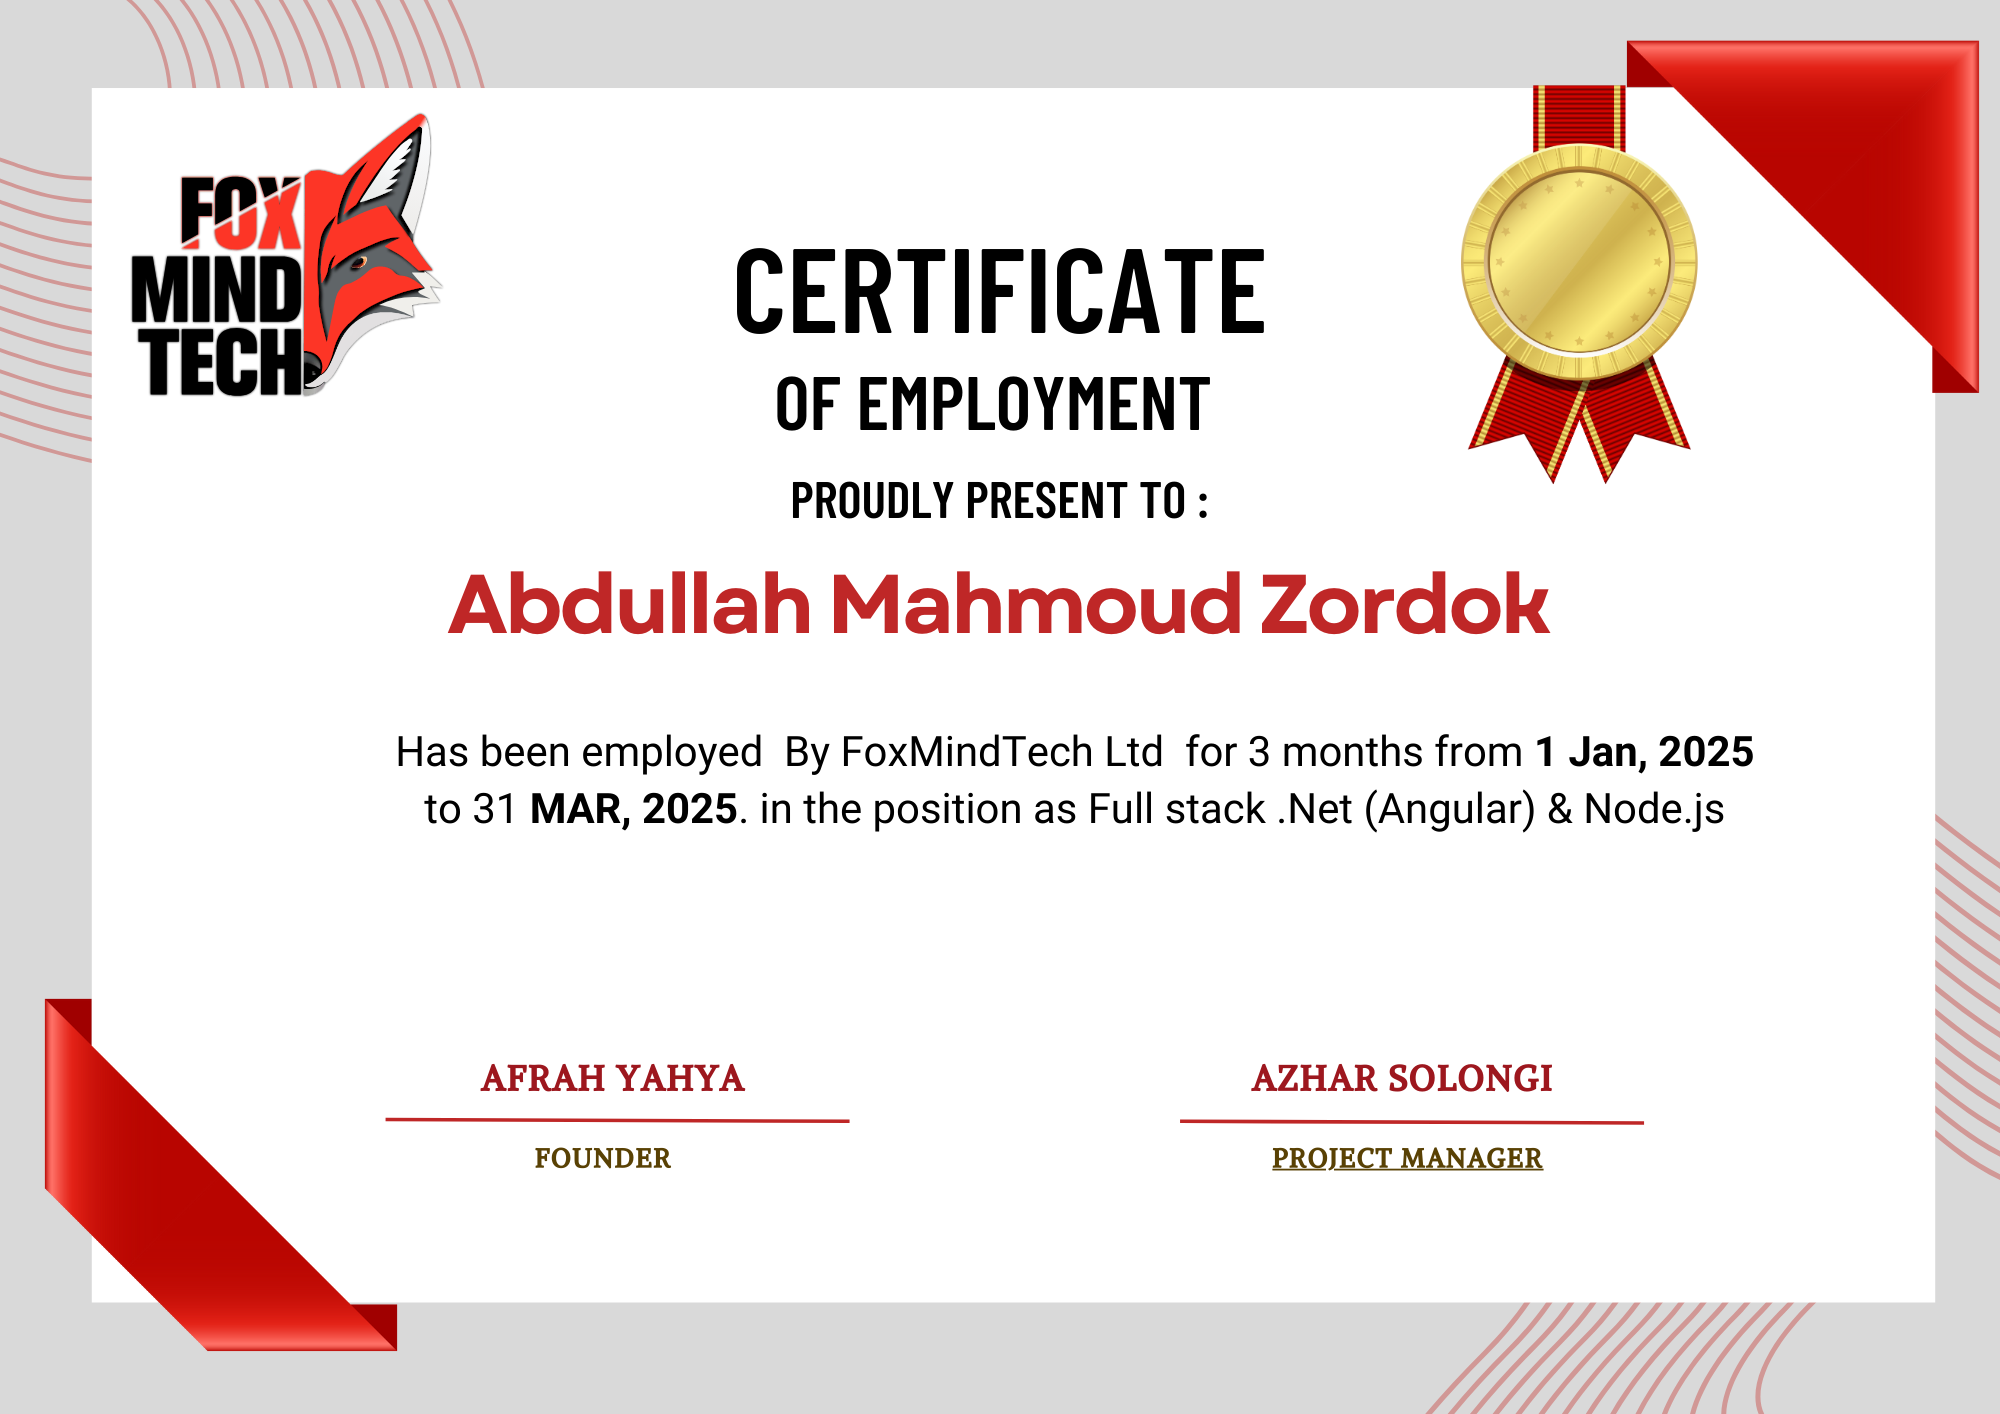 FOX
MIND
TECH
CERTIFICATE
OF EMPLOYMENT
PROUDLY PRESENT TO :
Abdullah Mahmoud Zordok
Has been employed  By FoxMindTech Ltd  for 3 months from 1 Jan, 2025
to 31 MAR, 2025. in the position as Full stack .Net (Angular) & Node.js
AFRAH YAHYA
FOUNDER
AZHAR SOLONGI
PROJECT MANAGER